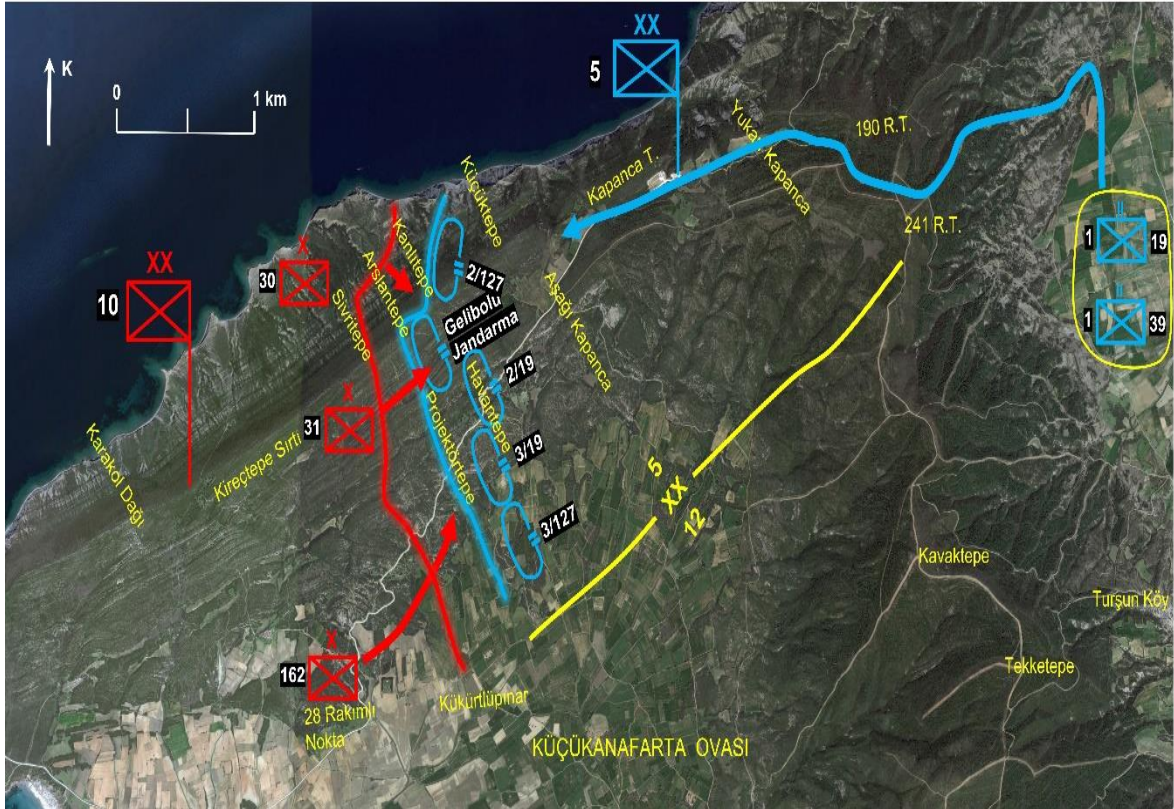 K
0
1 km
XX
5
190 R.T.
Yukarı Kapanca
Kapanca T.
241 R.T.
Küçüktepe
Kanlıtepe
Arslantepe
Sivritepe
2/127
Gelibolu
Jandarma
Aşağı Kapanca
XX
10
X
30
1
19
1
39
2/19
Havantepe
Projektörtepe
3/19
X
31
Kireçtepe Sırtı
Karakol Dağı
3/127
5
XX
12
Kavaktepe
Turşun Köy
Tekketepe
X
162
28 Rakımlı
Nokta
Kükürtlüpınar
KÜÇÜKANAFARTA OVASI